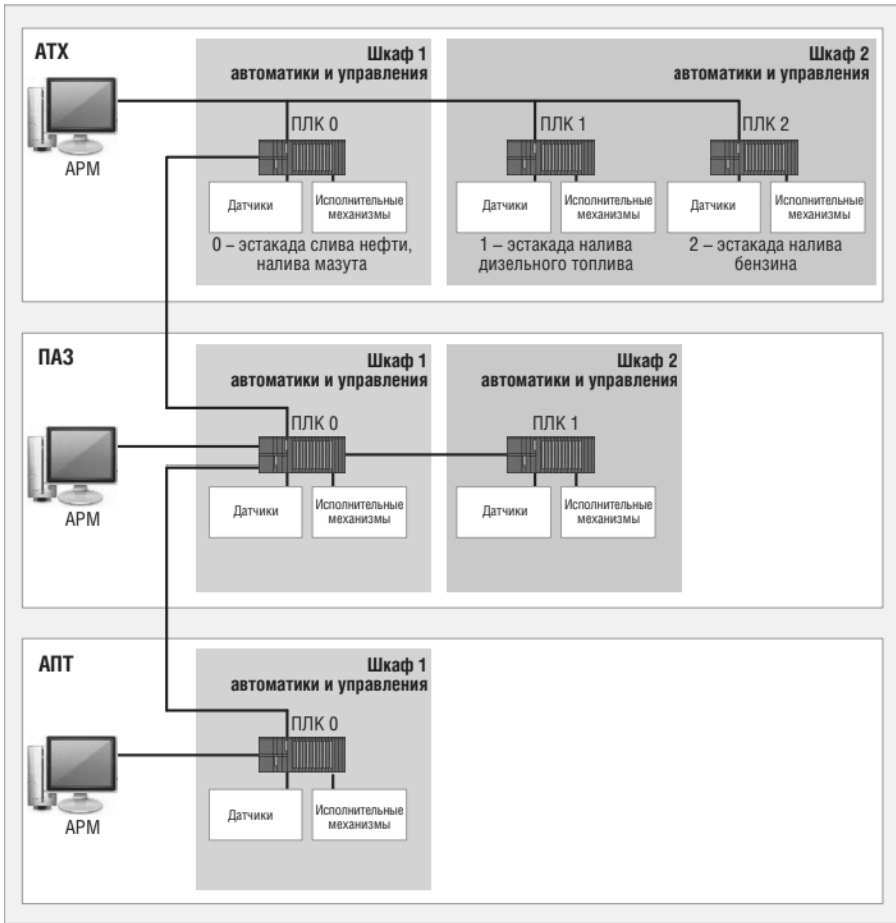 АТХ
Шкаф 1
автоматики и управления
Шкаф 2
автоматики и управления
АРМ
ПЛК 0
ПЛК 1
ПЛК 2
Датчики
Исполнительные
механизмы
Датчики
Исполнительные
механизмы
Датчики
Исполнительные
механизмы
0 – эстакада слива нефти,
налива мазута
1 – эстакада налива
дизельного топлива
2 – эстакада налива
бензина
ПАЗ
Шкаф 1
автоматики и управления
Шкаф 2
автоматики и управления
АРМ
ПЛК 0
ПЛК 1
Датчики
Исполнительные
механизмы
Датчики
Исполнительные
механизмы
АПТ
Шкаф 1
автоматики и управления
АРМ
ПЛК 0
Датчики
Исполнительные
механизмы